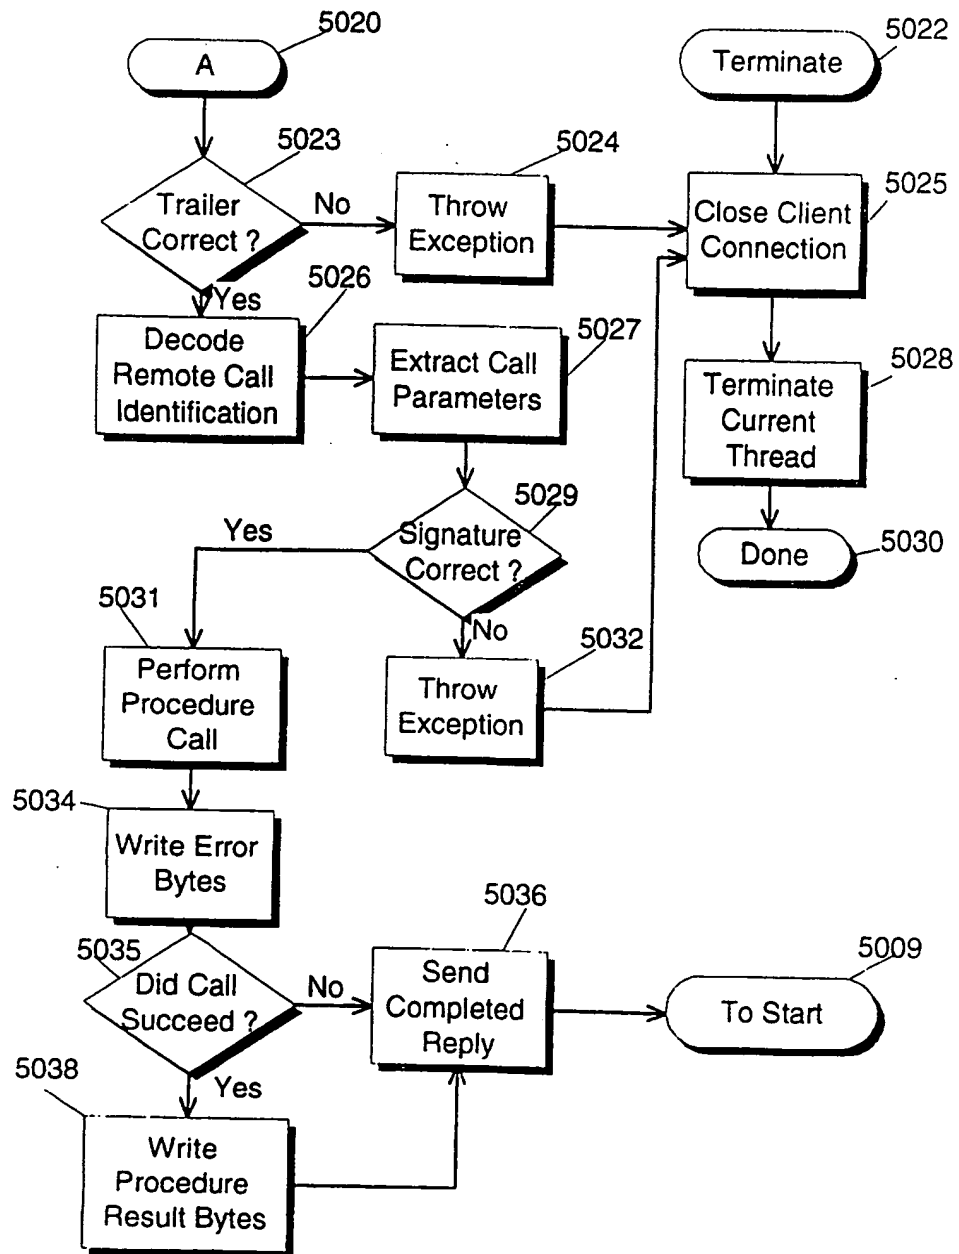 5020
A
5022
Terminate
5023
Trailer
Correct ?
No
5024
Throw
Exception
5025
Close Client
Connection
Yes
5026
Decode
Remote Call
Identification
5027
Extract Call
Parameters
5028
Terminate
Current
Thread
5029
Signature
Correct ?
Yes
No
5030
Done
5031
Perform
Procedure
Call
5032
Throw
Exception
5034
Write Error
Bytes
5035
Did Call
Succeed ?
No
5036
Send
Completed
Reply
5009
To Start
Yes
5038
Write
Procedure
Result Bytes